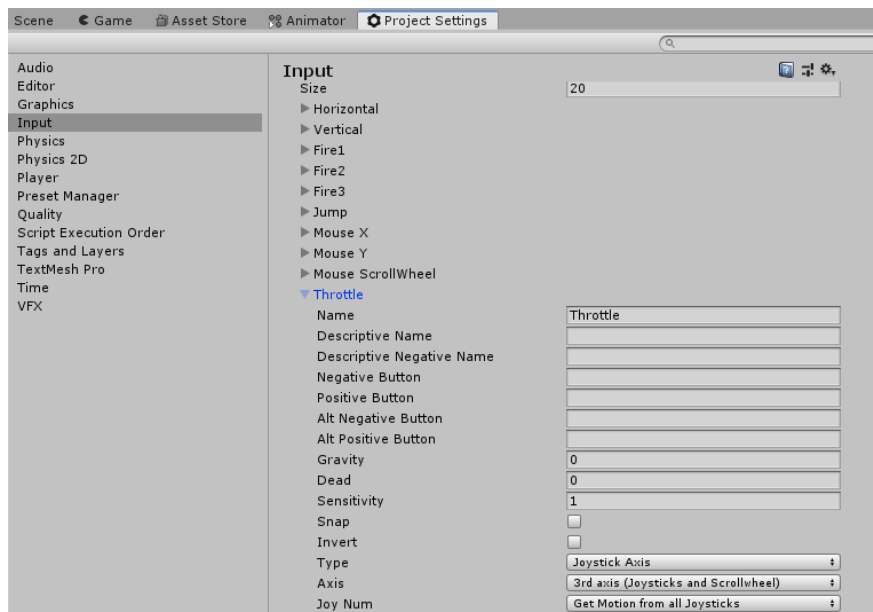 Scene Game Asset Store Animator Project Settings
Audio
Editor
Graphics
Input
Physics
Physics 2D
Player
Preset Manager
Quality
Script Execution Order
Tags and Layers
TextMesh Pro
Time
VFX
Input
Size 20
Horizontal
Vertical
Fire1
Fire2
Fire3
Jump
Mouse X
Mouse Y
Mouse ScrollWheel
Throttle
Name Throttle
Descriptive Name
Descriptive Negative Name
Negative Button
Positive Button
Alt Negative Button
Alt Positive Button
Gravity 0
Dead 0
Sensitivity 1
Snap
Invert
Type Joystick Axis
Axis 3rd axis (Joysticks and Scrollwheel)
Joy Num Get Motion from all Joysticks